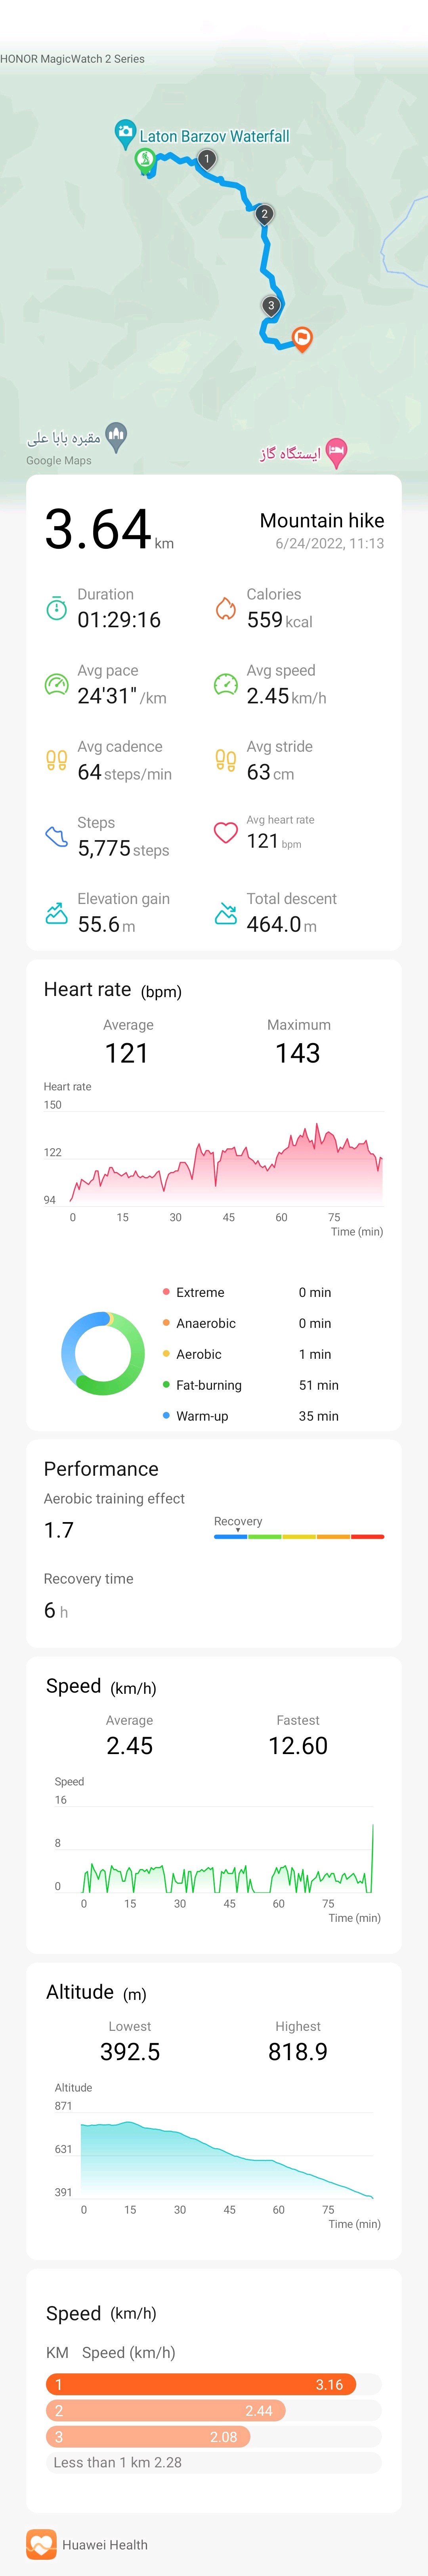 HONOR MagicWatch 2 Series
Laton Barzov Waterfall
1
2
3
مقبره بابا علی
ایستگاه گاز
Google Maps
3.64 km
Mountain hike
6/24/2022, 11:13
Duration
01:29:16
Calories
559 kcal
Avg pace
24'31" /km
Avg speed
2.45 km/h
Avg cadence
64 steps/min
Avg stride
63 cm
Steps
5,775 steps
Avg heart rate
121 bpm
Elevation gain
55.6 m
Total descent
464.0 m
Heart rate (bpm)
Average
121
Maximum
143
Heart rate
150
122
94
0 15 30 45 60 75
Time (min)
Extreme 0 min
Anaerobic 0 min
Aerobic 1 min
Fat-burning 51 min
Warm-up 35 min
Performance
Aerobic training effect
1.7
Recovery
Recovery time
6 h
Speed (km/h)
Average
2.45
Fastest
12.60
Speed
16
8
0
0 15 30 45 60 75
Time (min)
Altitude (m)
Lowest
392.5
Highest
818.9
Altitude
871
631
391
0 15 30 45 60 75
Time (min)
Speed (km/h)
KM Speed (km/h)
1 3.16
2 2.44
3 2.08
Less than 1 km 2.28
Huawei Health